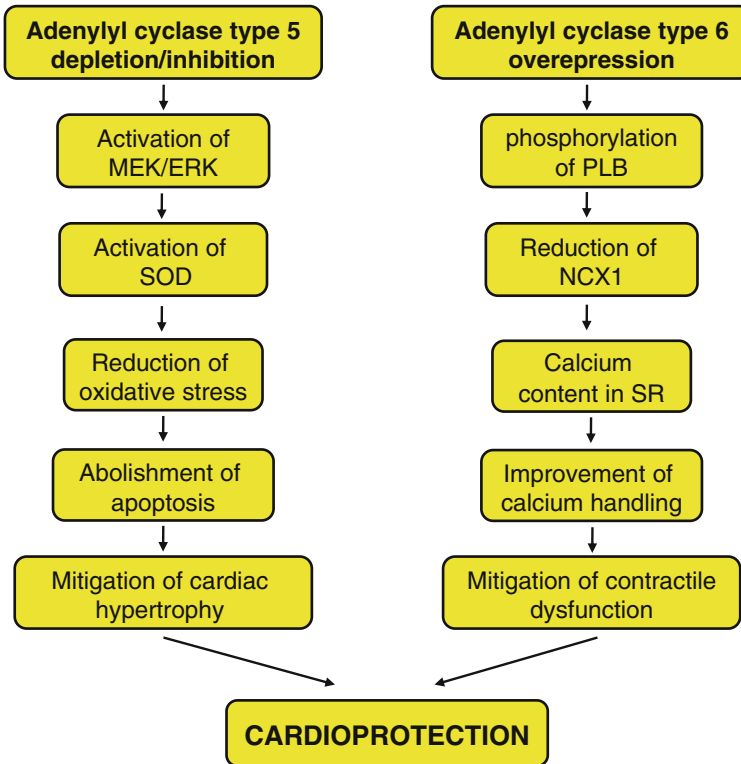 Adenylyl cyclase type 5
depletion/inhibition
Activation of
MEK/ERK
Activation of
SOD
Reduction of
oxidative stress
Abolishment of
apoptosis
Mitigation of cardiac
hypertrophy
Adenylyl cyclase type 6
overepression
phosphorylation
of PLB
Reduction of
NCX1
Calcium
content in SR
Improvement of
calcium handling
Mitigation of contractile
dysfunction
CARDIOPROTECTION